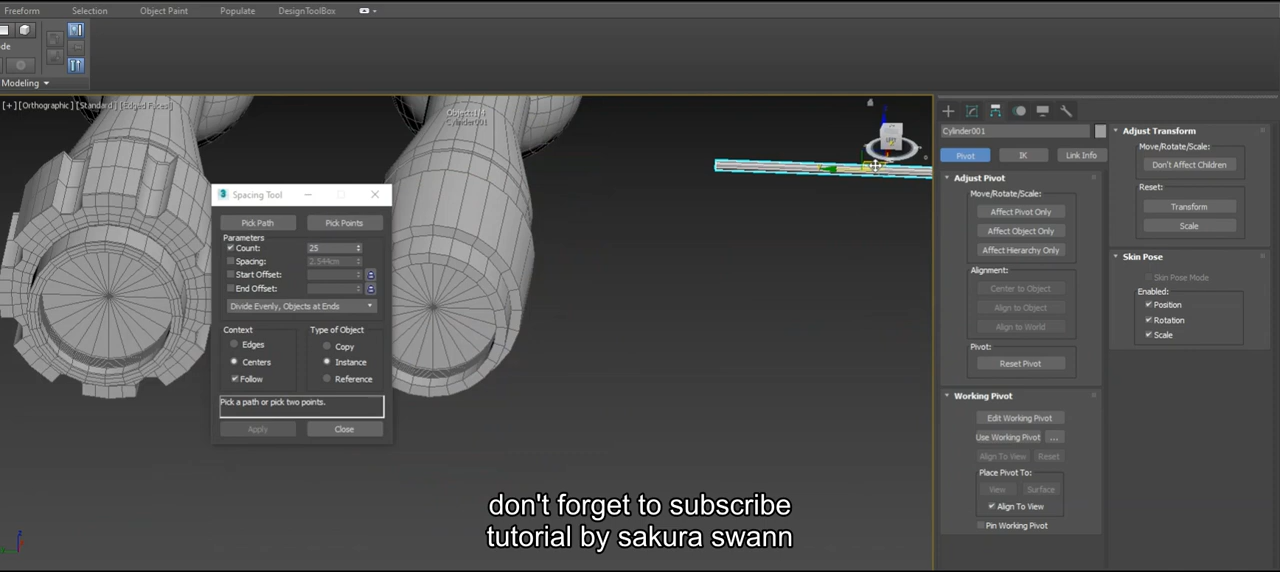 Freeform Selection Object Paint Populate DesignToolBox
Modeling
[+] [Orthographic] [Standard] [Edged Faces]
Cylinder001
Spacing Tool
Pick Path Pick Points
Parameters
Count: 25
Spacing: 2.544cm
Start Offset:
End Offset:
Divide Evenly, Objects at Ends
Context
Edges
Centers
Follow
Type of Object
Copy
Instance
Reference
Pick a path or pick two points.
Apply Close
Cylinder001
Pivot IK Link Info
Adjust Pivot
Move/Rotate/Scale:
Affect Pivot Only
Affect Object Only
Affect Hierarchy Only
Alignment:
Center to Object
Align to Object
Align to World
Pivot:
Reset Pivot
Working Pivot
Edit Working Pivot
Use Working Pivot ...
Align To View Reset
Place Pivot To:
View Surface
Align To View
Pin Working Pivot
Adjust Transform
Move/Rotate/Scale:
Don't Affect Children
Reset:
Transform
Scale
Skin Pose
Skin Pose Mode
Enabled:
Position
Rotation
Scale
don't forget to subscribe
tutorial by sakura swann